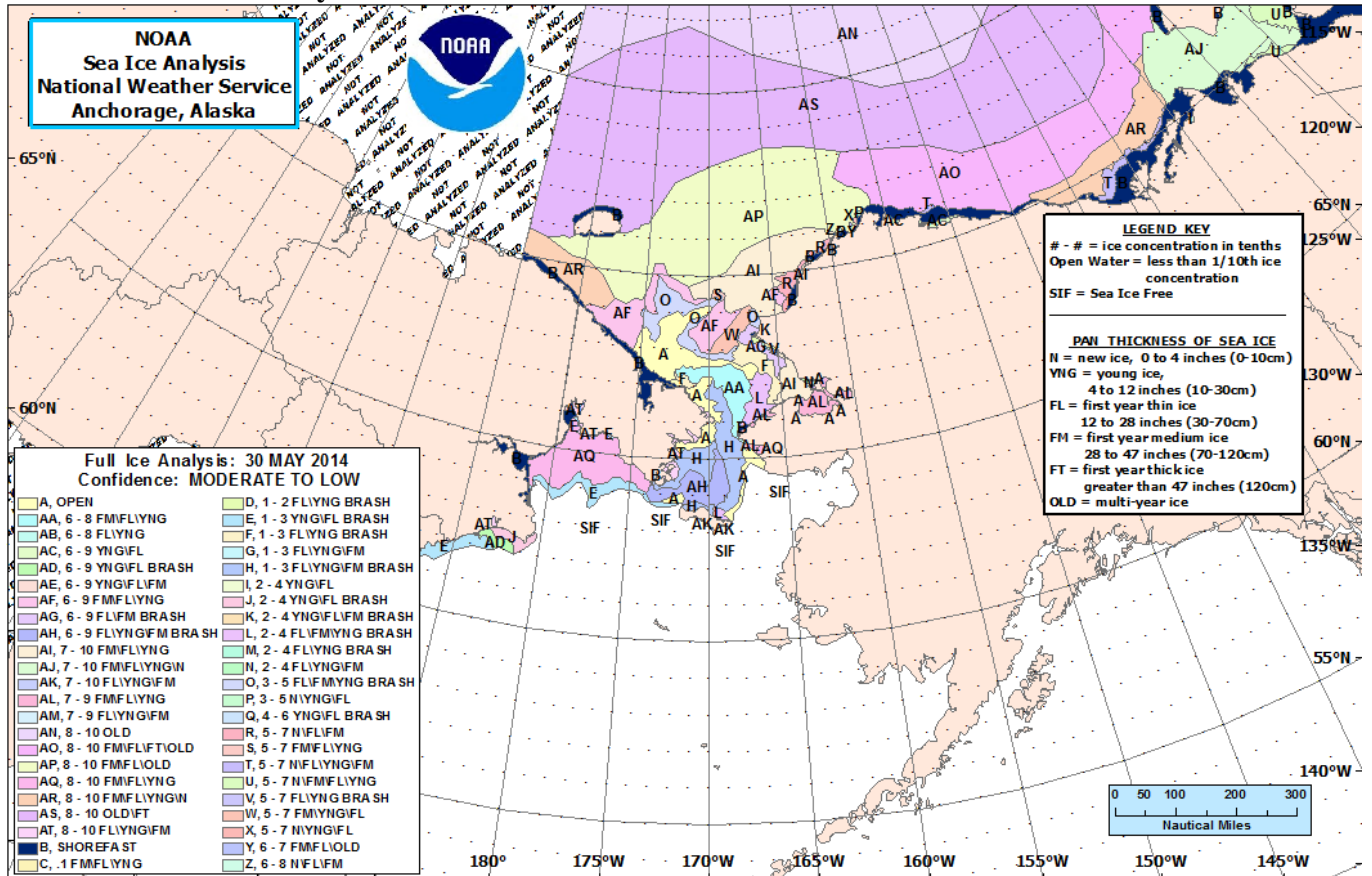 NOAA
Sea Ice Analysis
National Weather Service
Anchorage, Alaska
NOAA
NOT ANALYZED
65°N
60°N
115°W
120°W
65°N
125°W
130°W
60°N
135°W
55°N
140°W
LEGEND KEY
# - # = ice concentration in tenths
Open Water = less than 1/10th ice
concentration
SIF = Sea Ice Free
PAN THICKNESS OF SEA ICE
N = new ice, 0 to 4 inches (0-10cm)
YNG = young ice,
4 to 12 inches (10-30cm)
FL = first year thin ice
12 to 28 inches (30-70cm)
FM = first year medium ice
28 to 47 inches (70-120cm)
FT = first year thick ice
greater than 47 inches (120cm)
OLD = multi-year ice
AN
AS
AO
AP
AJ
AR
AI
AR
AF
SIF
SIF
SIF
SIF
Full Ice Analysis: 30 MAY 2014
Confidence: MODERATE TO LOW
A, OPEN
AA, 6 - 8 FM\FL\YNG
AB, 6 - 8 FL\YNG
AC, 6 - 9 YNG\FL
AD, 6 - 9 YNG\FL BRASH
AE, 6 - 9 YNG\FL\FM
AF, 6 - 9 FM\FL\YNG
AG, 6 - 9 FL\FM BRASH
AH, 6 - 9 FL\YNG\FM BRASH
AI, 7 - 10 FM\FL\YNG
AJ, 7 - 10 FM\FL\YNG\N
AK, 7 - 10 FL\YNG\FM
AL, 7 - 9 FM\FL\YNG
AM, 7 - 9 FL\YNG\FM
AN, 8 - 10 OLD
AO, 8 - 10 FM\FL\FT\OLD
AP, 8 - 10 FM\FL\OLD
AQ, 8 - 10 FM\FL\YNG
AR, 8 - 10 FM\FL\YNG\N
AS, 8 - 10 OLD\FT
AT, 8 - 10 FL\YNG\FM
B, SHOREFAST
C, .1 FM\FL\YNG
D, 1 - 2 FL\YNG BRASH
E, 1 - 3 YNG\FL BRASH
F, 1 - 3 FL\YNG BRASH
G, 1 - 3 FL\YNG\FM
H, 1 - 3 FL\YNG\FM BRASH
I, 2 - 4 YNG\FL
J, 2 - 4 YNG\FL BRASH
K, 2 - 4 YNG\FL\FM BRASH
L, 2 - 4 FL\FM\YNG BRASH
M, 2 - 4 FL\YNG BRASH
N, 2 - 4 FL\YNG\FM
O, 3 - 5 FL\FM\YNG BRASH
P, 3 - 5 N\YNG\FL
Q, 4 - 6 YNG\FL BRASH
R, 5 - 7 N\FL\FM
S, 5 - 7 FM\FL\YNG
T, 5 - 7 N\FL\YNG\FM
U, 5 - 7 N\FM\FL\YNG
V, 5 - 7 FL\YNG BRASH
W, 5 - 7 FM\YNG\FL
X, 5 - 7 N\YNG\FL
Y, 6 - 7 FM\FL\OLD
Z, 6 - 8 N\FL\FM
0 50 100 200 300
Nautical Miles
180°
175°W
170°W
165°W
160°W
155°W
150°W
145°W